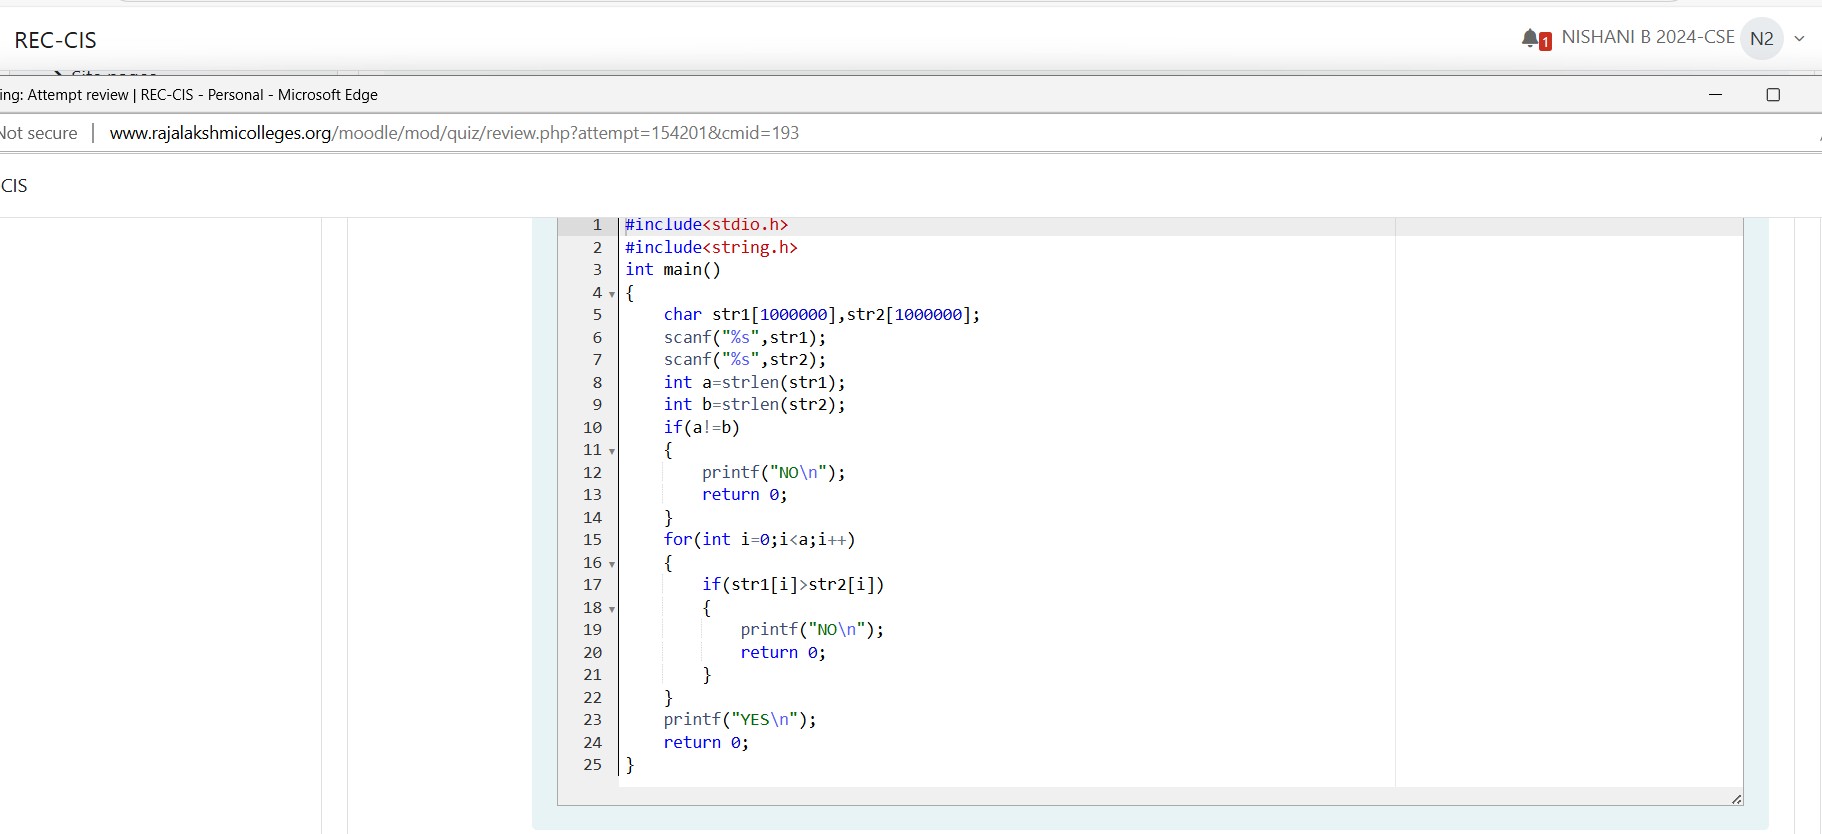 REC-CIS
1
NISHANI B 2024-CSE
N2
ing: Attempt review | REC-CIS - Personal - Microsoft Edge
Not secure
www.rajalakshmicolleges.org/moodle/mod/quiz/review.php?attempt=154201&cmid=193
CIS
1 #include<stdio.h>
2 #include<string.h>
3 int main()
4 {
5 char str1[1000000],str2[1000000];
6 scanf("%s",str1);
7 scanf("%s",str2);
8 int a=strlen(str1);
9 int b=strlen(str2);
10 if(a!=b)
11 {
12 printf("NO\n");
13 return 0;
14 }
15 for(int i=0;i<a;i++)
16 {
17 if(str1[i]>str2[i])
18 {
19 printf("NO\n");
20 return 0;
21 }
22 }
23 printf("YES\n");
24 return 0;
25 }